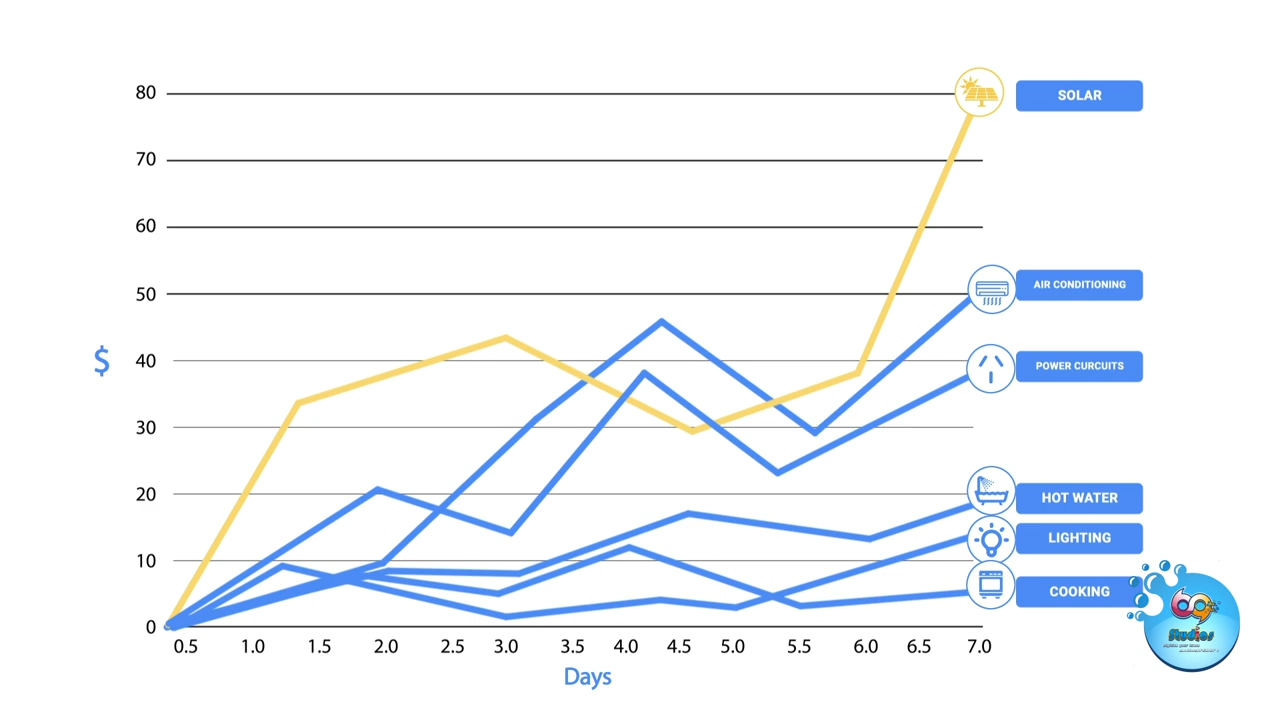 80
SOLAR
70
60
50
AIR CONDITIONING
$
40
POWER CURCUITS
30
20
HOT WATER
LIGHTING
10
COOKING
0
0.5 1.0 1.5 2.0 2.5 3.0 3.5 4.0 4.5 5.0 5.5 6.0 6.5 7.0
Days
Studios